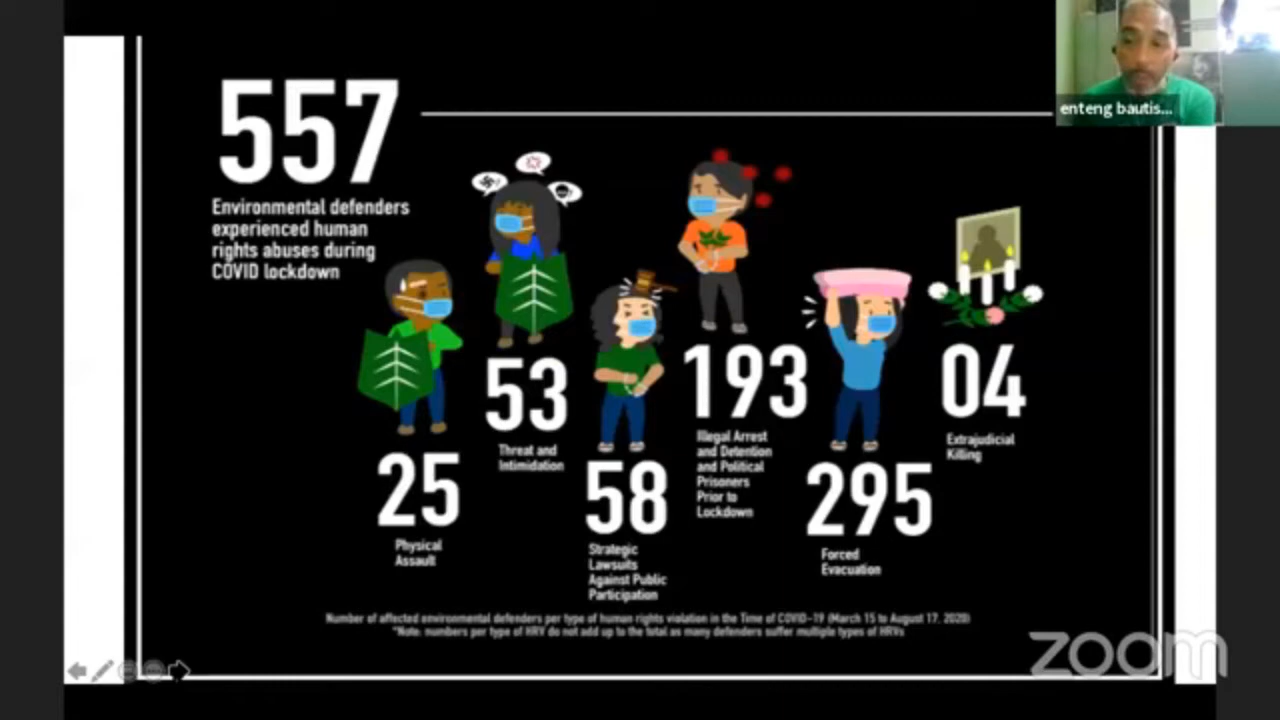 557
Environmental defenders
experienced human
rights abuses during
COVID lockdown
enteng bautis...
25
Physical
Assault
53
Threat and
Intimidation
58
Strategic
Lawsuits
Against Public
Participation
193
Illegal Arrest
and Detention
and Political
Prisoners
Prior to
Lockdown
295
Forced
Evacuation
04
Extrajudicial
Killing
Number of affected environmental defenders per type of human rights violation in the Time of COVID-19 (March 15 to August 17, 2020)
*Note: numbers per type of HRV do not add up to the total as many defenders suffer multiple types of HRVs
zoom